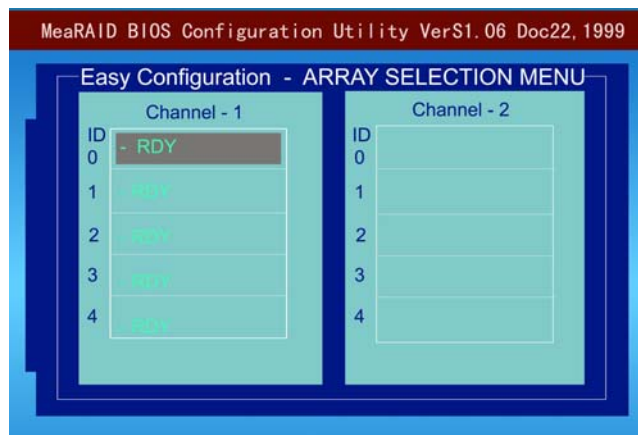 MeaRAID BIOS Configuration Utility VerS1.06 Doc22,1999
Easy Configuration - ARRAY SELECTION MENU
Channel - 1
ID
0 - RDY
1 - RDY
2 - RDY
3 - RDY
4 - RDY
Channel - 2
ID
0
1
2
3
4